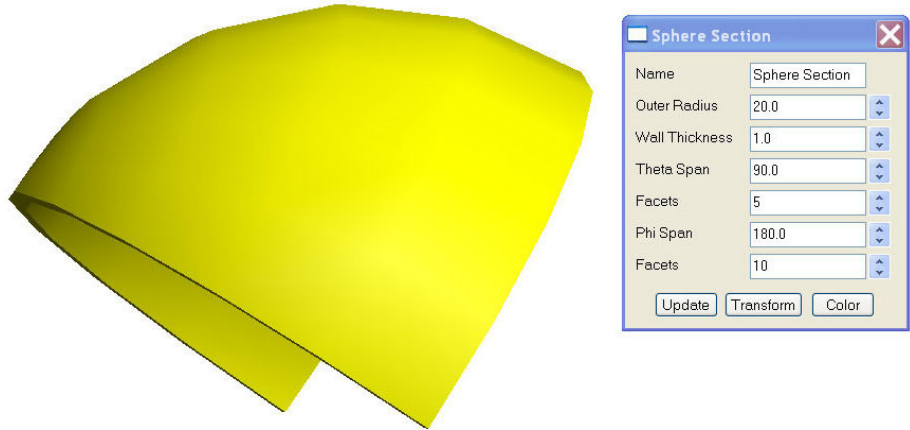 Sphere Section
Name Sphere Section
Outer Radius 20.0
Wall Thickness 1.0
Theta Span 90.0
Facets 5
Phi Span 180.0
Facets 10
Update Transform Color